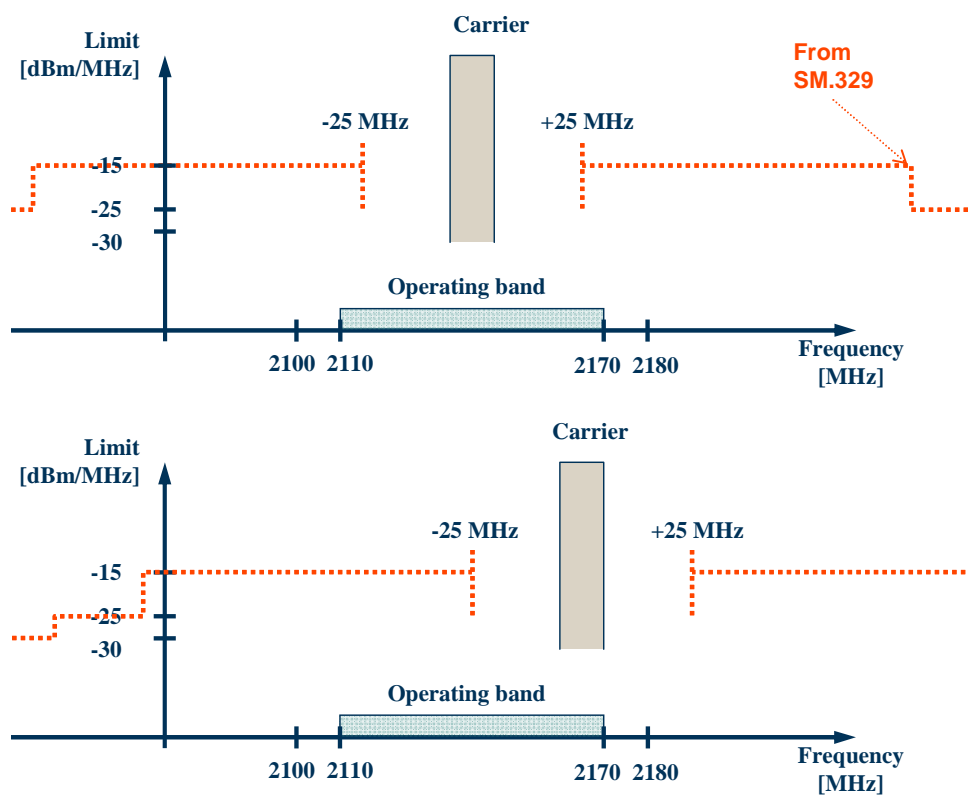 Carrier
Limit
[dBm/MHz]
From
SM.329
-25 MHz
+25 MHz
-15
-25
-30
Operating band
2100
2110
2170
2180
Frequency
[MHz]
Carrier
Limit
[dBm/MHz]
-25 MHz
+25 MHz
-15
-25
-30
Operating band
2100
2110
2170
2180
Frequency
[MHz]